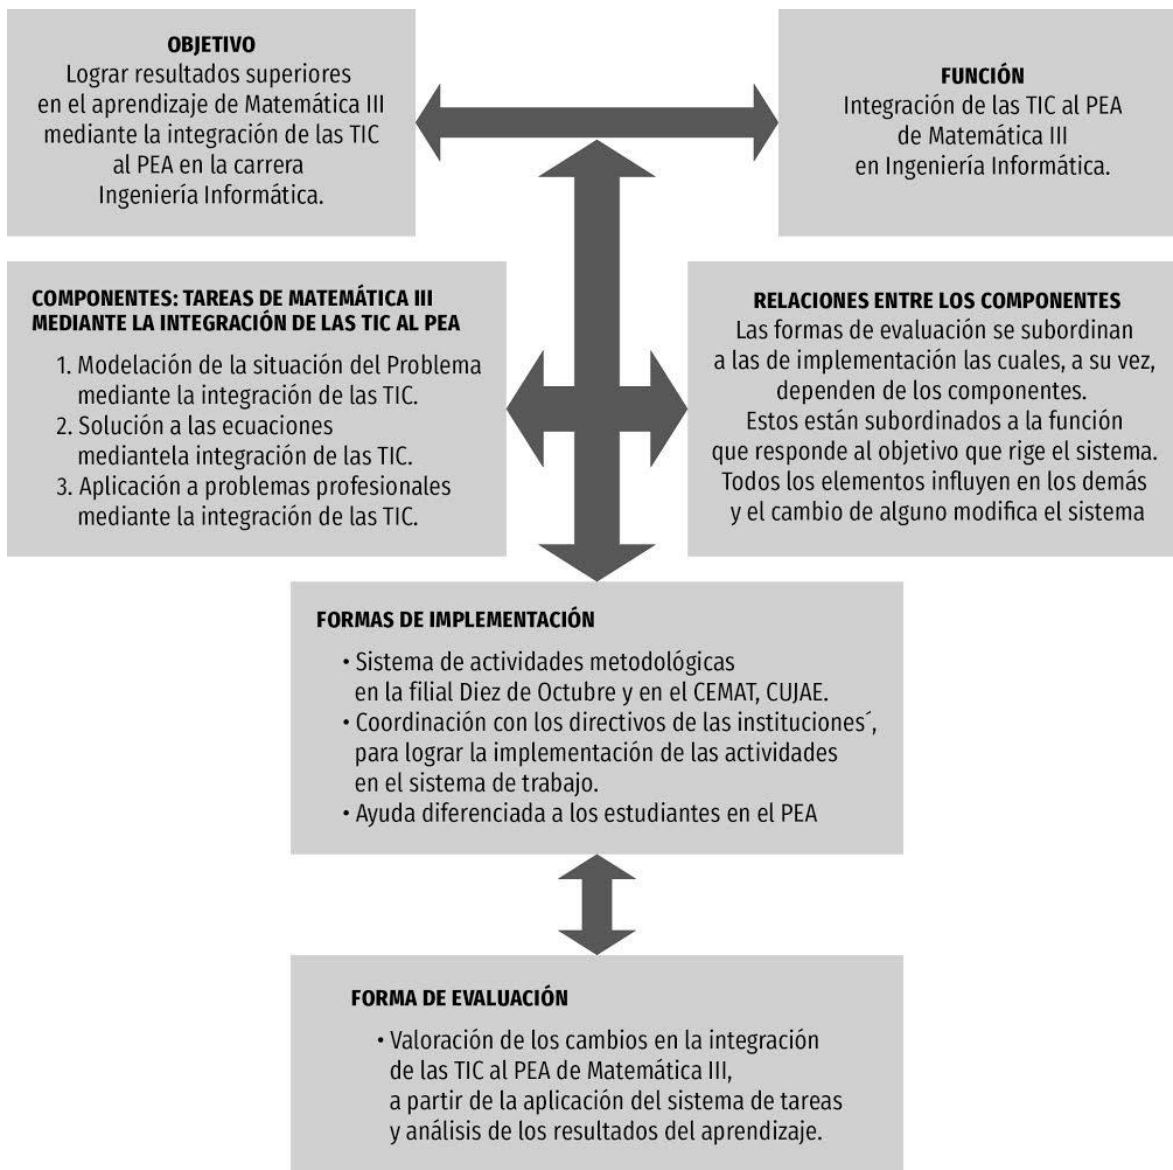 OBJETIVO
Lograr resultados superiores
en el aprendizaje de Matemática III
mediante la integración de las TIC
al PEA en la carrera
Ingeniería Informática.
FUNCIÓN
Integración de las TIC al PEA
de Matemática III
en Ingeniería Informática.
COMPONENTES: TAREAS DE MATEMÁTICA III
MEDIANTE LA INTEGRACIÓN DE LAS TIC AL PEA
1. Modelación de la situación del Problema
mediante la integración de las TIC.
2. Solución a las ecuaciones
mediantela integración de las TIC.
3. Aplicación a problemas profesionales
mediante la integración de las TIC.
RELACIONES ENTRE LOS COMPONENTES
Las formas de evaluación se subordinan
a las de implementación las cuales, a su vez,
dependen de los componentes.
Estos están subordinados a la función
que responde al objetivo que rige el sistema.
Todos los elementos influyen en los demás
y el cambio de alguno modifica el sistema
FORMAS DE IMPLEMENTACIÓN
• Sistema de actividades metodológicas
en la filial Diez de Octubre y en el CEMAT, CUJAE.
• Coordinación con los directivos de las instituciones´,
para lograr la implementación de las actividades
en el sistema de trabajo.
• Ayuda diferenciada a los estudiantes en el PEA
FORMA DE EVALUACIÓN
• Valoración de los cambios en la integración
de las TIC al PEA de Matemática III,
a partir de la aplicación del sistema de tareas
y análisis de los resultados del aprendizaje.